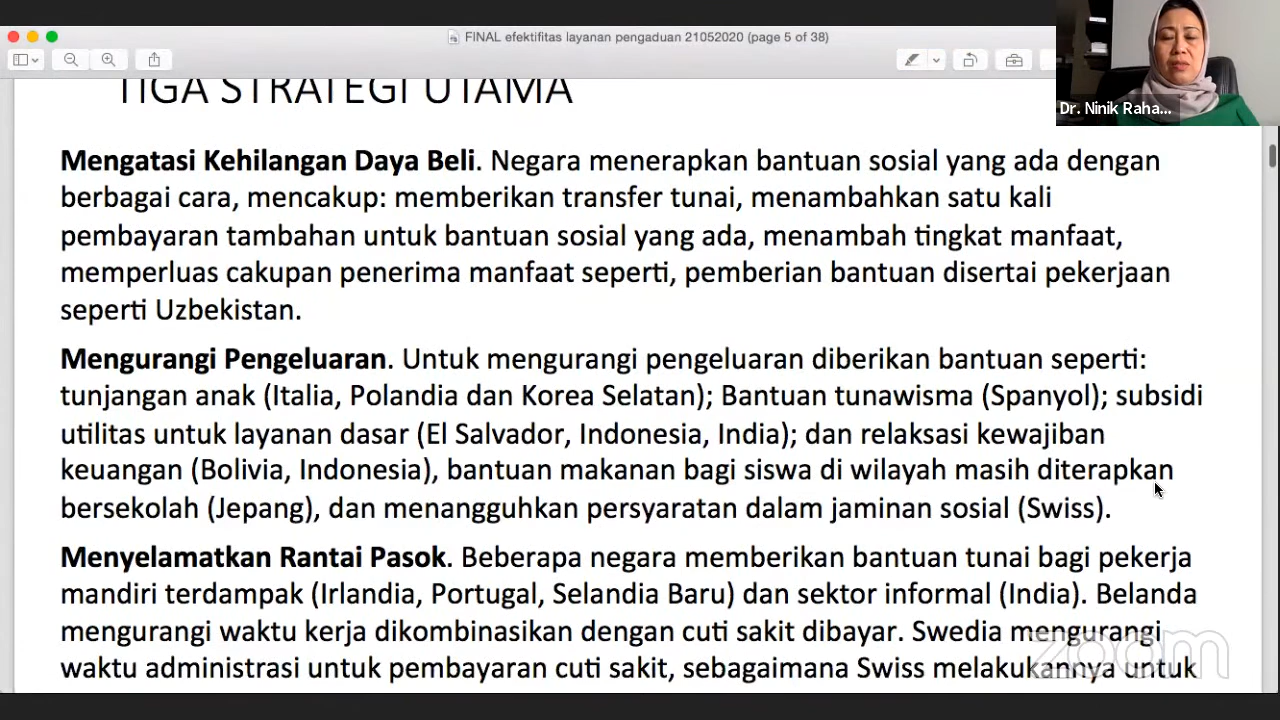 FINAL efektifitas layanan pengaduan 21052020 (page 5 of 38)
Dr. Ninik Raha...
TIGA STRATEGI UTAMA
Mengatasi Kehilangan Daya Beli. Negara menerapkan bantuan sosial yang ada dengan
berbagai cara, mencakup: memberikan transfer tunai, menambahkan satu kali
pembayaran tambahan untuk bantuan sosial yang ada, menambah tingkat manfaat,
memperluas cakupan penerima manfaat seperti, pemberian bantuan disertai pekerjaan
seperti Uzbekistan.
Mengurangi Pengeluaran. Untuk mengurangi pengeluaran diberikan bantuan seperti:
tunjangan anak (Italia, Polandia dan Korea Selatan); Bantuan tunawisma (Spanyol); subsidi
utilitas untuk layanan dasar (El Salvador, Indonesia, India); dan relaksasi kewajiban
keuangan (Bolivia, Indonesia), bantuan makanan bagi siswa di wilayah masih diterapkan
bersekolah (Jepang), dan menangguhkan persyaratan dalam jaminan sosial (Swiss).
Menyelamatkan Rantai Pasok. Beberapa negara memberikan bantuan tunai bagi pekerja
mandiri terdampak (Irlandia, Portugal, Selandia Baru) dan sektor informal (India). Belanda
mengurangi waktu kerja dikombinasikan dengan cuti sakit dibayar. Swedia mengurangi
waktu administrasi untuk pembayaran cuti sakit, sebagaimana Swiss melakukannya untuk
zoom